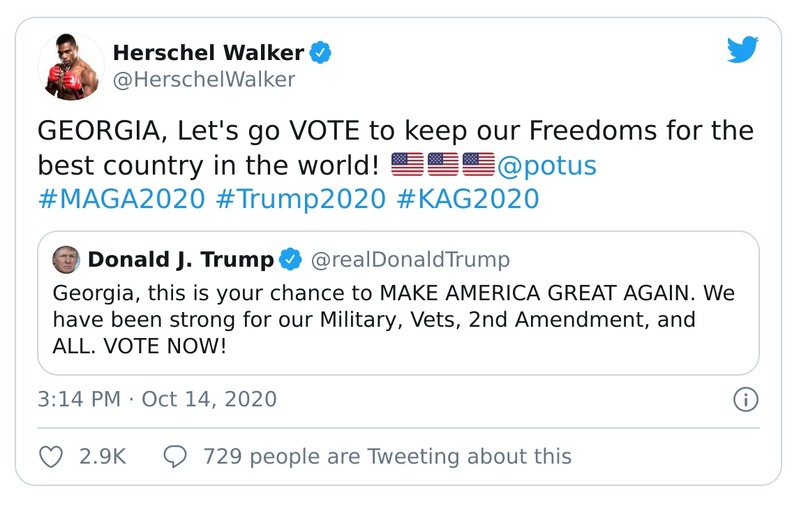 Herschel Walker
@HerschelWalker
GEORGIA, Let's go VOTE to keep our Freedoms for the
best country in the world! 🇺🇸🇺🇸🇺🇸@potus
#MAGA2020 #Trump2020 #KAG2020
Donald J. Trump @realDonaldTrump
Georgia, this is your chance to MAKE AMERICA GREAT AGAIN. We
have been strong for our Military, Vets, 2nd Amendment, and
ALL. VOTE NOW!
3:14 PM · Oct 14, 2020
2.9K 729 people are Tweeting about this